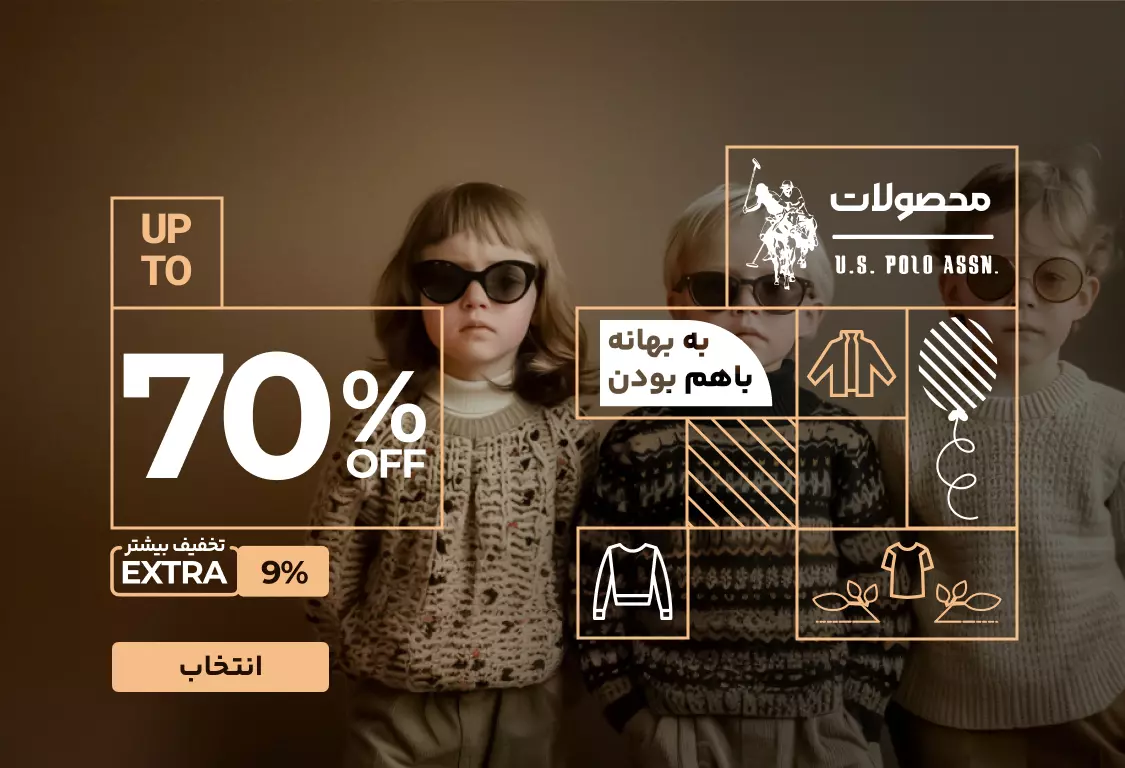 محصولات
U.S. POLO ASSN.
UP
TO
70%
OFF
به بهانه
باهم بودن
تخفیف بیشتر
EXTRA
9%
انتخاب